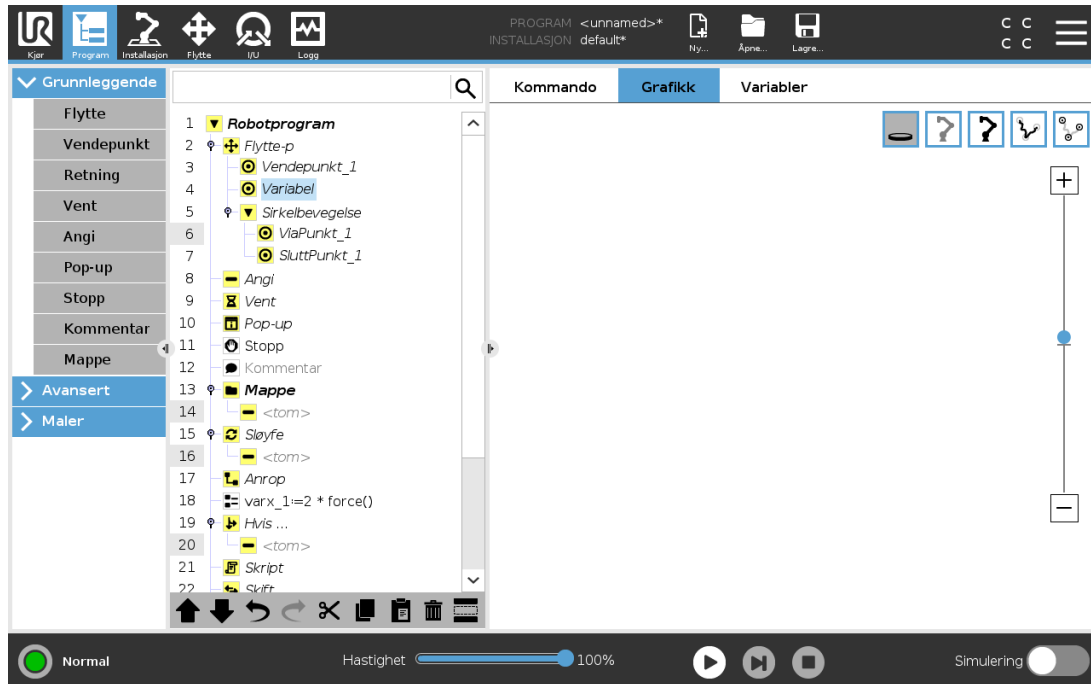 PROGRAM <unnamed>*
INSTALLASJON default*
Kjør Program Installasjon Flytte I/U Logg Ny... Åpne... Lagre...
C C
C C
Grunnleggende
Flytte
Vendepunkt
Retning
Vent
Angi
Pop-up
Stopp
Kommentar
Mappe
Avansert
Maler
1 Robotprogram
2 Flytte-p
3 Vendepunkt_1
4 Variabel
5 Sirkelbevegelse
6 ViaPunkt_1
7 SluttPunkt_1
8 Angi
9 Vent
10 Pop-up
11 Stopp
12 Kommentar
13 Mappe
14 <tom>
15 Sløyfe
16 <tom>
17 Anrop
18 varx_1:=2 * force()
19 Hvis ...
20 <tom>
21 Skript
22 Skift
Kommando Grafikk Variabler
Normal
Hastighet 100%
Simulering